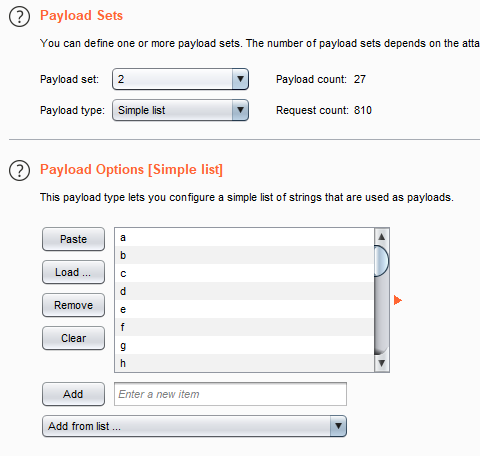 ? Payload Sets
You can define one or more payload sets. The number of payload sets depends on the atta
Payload set: 2 Payload count: 27
Payload type: Simple list Request count: 810
? Payload Options [Simple list]
This payload type lets you configure a simple list of strings that are used as payloads.
Paste
Load ...
Remove
Clear
a
b
c
d
e
f
g
h
Add Enter a new item
Add from list ...